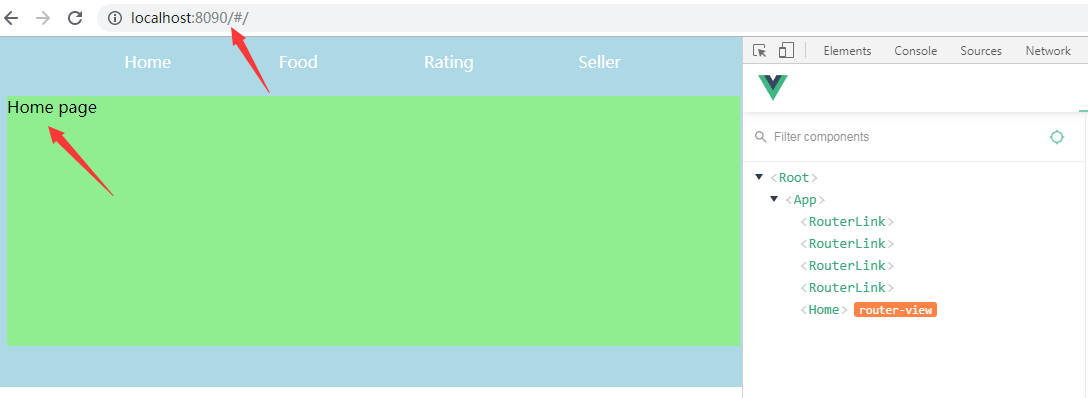 localhost:8090/#/
Home Food Rating Seller
Home page
Elements Console Sources Network
Filter components
<Root>
<App>
<RouterLink>
<RouterLink>
<RouterLink>
<RouterLink>
<Home> router-view